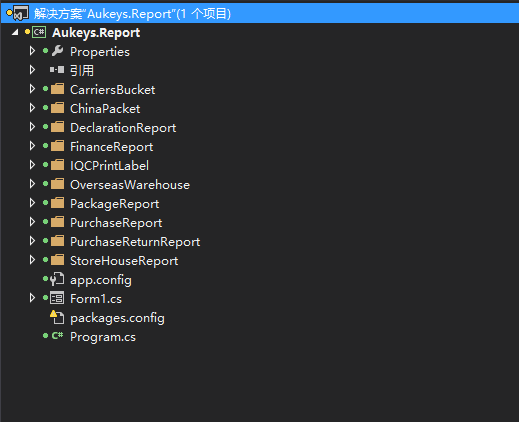 解决方案"Aukeys.Report"(1 个项目)
Aukeys.Report
Properties
引用
CarriersBucket
ChinaPacket
DeclarationReport
FinanceReport
IQCPrintLabel
OverseasWarehouse
PackageReport
PurchaseReport
PurchaseReturnReport
StoreHouseReport
app.config
Form1.cs
packages.config
C# Program.cs